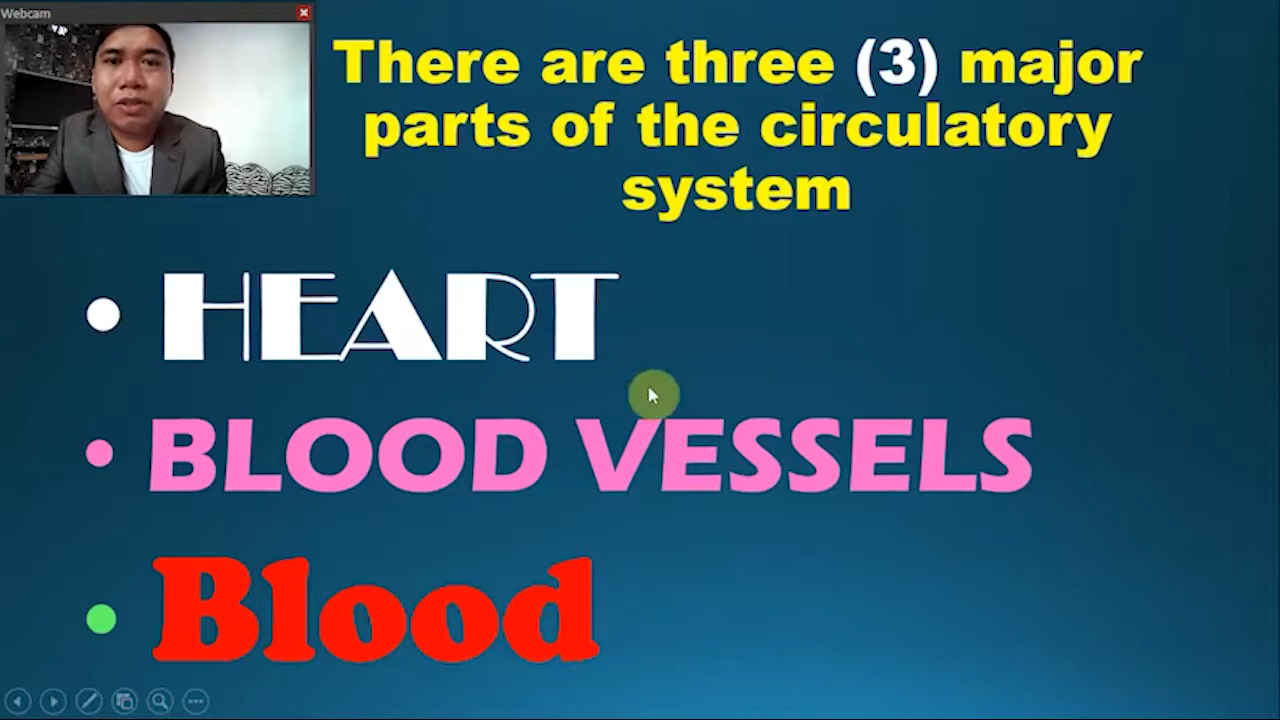 Webcam
There are three (3) major
parts of the circulatory
system
• HEART
• BLOOD VESSELS
• Blood